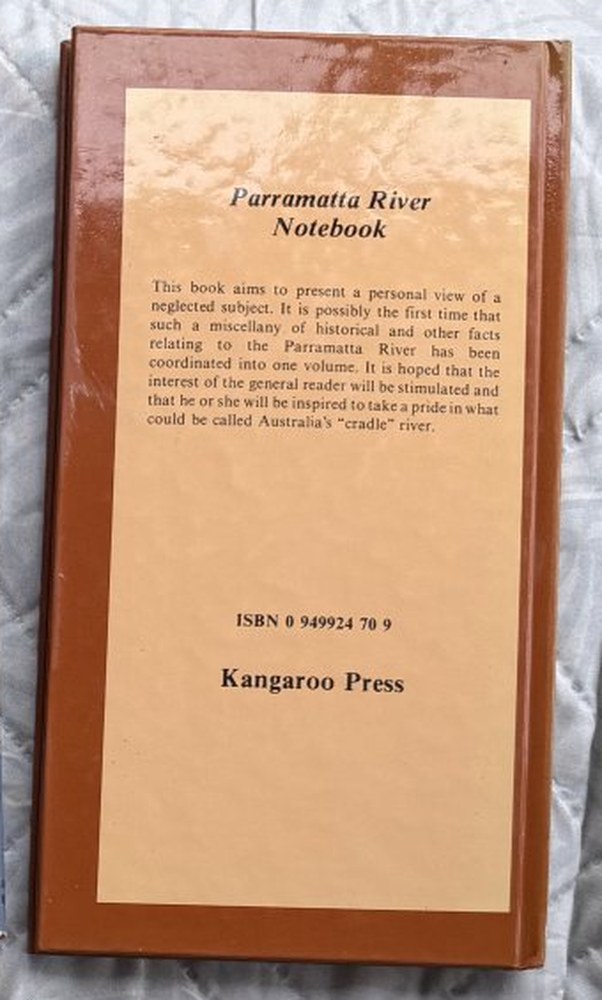 Parramatta River
Notebook
This book aims to present a personal view of a
neglected subject. It is possibly the first time that
such a miscellany of historical and other facts
relating to the Parramatta River has been
coordinated into one volume. It is hoped that the
interest of the general reader will be stimulated and
that he or she will be inspired to take a pride in what
could be called Australia's "cradle" river.
ISBN 0 949924 70 9
Kangaroo Press